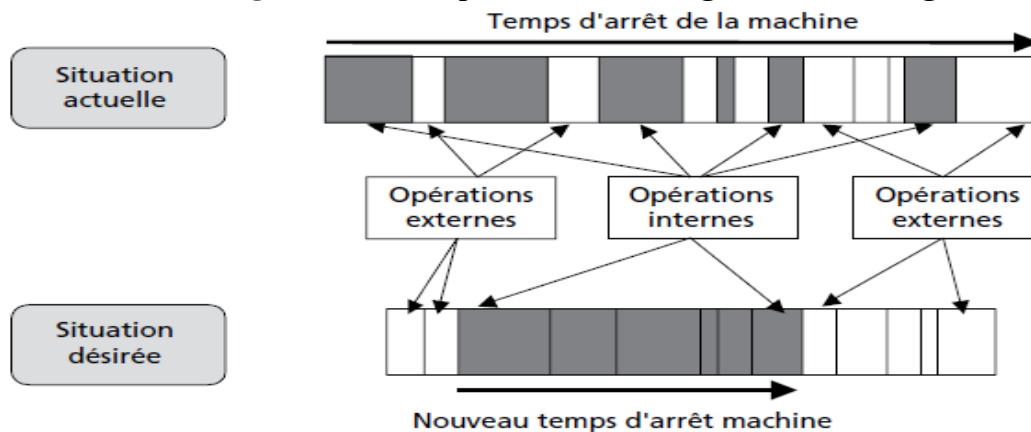 Temps d'arrêt de la machine
Situation
actuelle
Opérations
externes
Opérations
internes
Opérations
externes
Situation
désirée
Nouveau temps d'arrêt machine